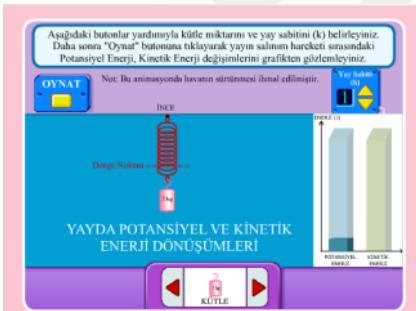 Aşağıdaki butonlar yardımıyla kütle miktarını ve yay sabitini (k) belirleyiniz.
Daha sonra "Oynat" butonuna tıklayarak yayın salınım hareketi sırasındaki
Potansiyel Enerji, Kinetik Enerji değişimlerini grafikten gözlemleyiniz.
OYNAT
Not: Bu animasyonda havanın sürtünmesi ihmal edilmiştir.
Yay Sabiti
(k)
1
İNCE
ENERJİ (J)
Denge Noktası
1kg
YAYDA POTANSİYEL VE KİNETİK
ENERJİ DÖNÜŞÜMLERİ
POTANSİYEL
ENERJİ
KİNETİK
ENERJİ
1kg
KÜTLE